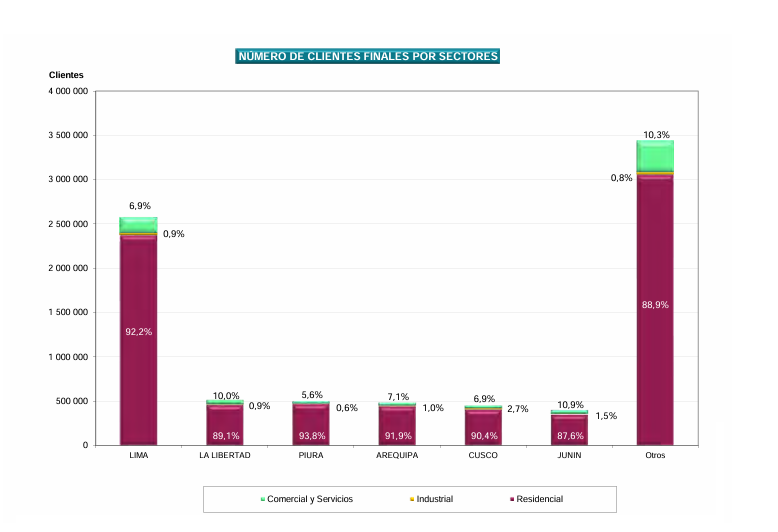 NÚMERO DE CLIENTES FINALES POR SECTORES
Clientes
4 000 000
3 500 000
3 000 000
2 500 000
2 000 000
1 500 000
1 000 000
500 000
0
6,9%
0,9%
92,2%
10,0%
0,9%
89,1%
5,6%
0,6%
93,8%
7,1%
1,0%
91,9%
6,9%
2,7%
90,4%
10,9%
1,5%
87,6%
10,3%
0,8%
88,9%
LIMA
LA LIBERTAD
PIURA
AREQUIPA
CUSCO
JUNIN
Otros
Comercial y Servicios
Industrial
Residencial